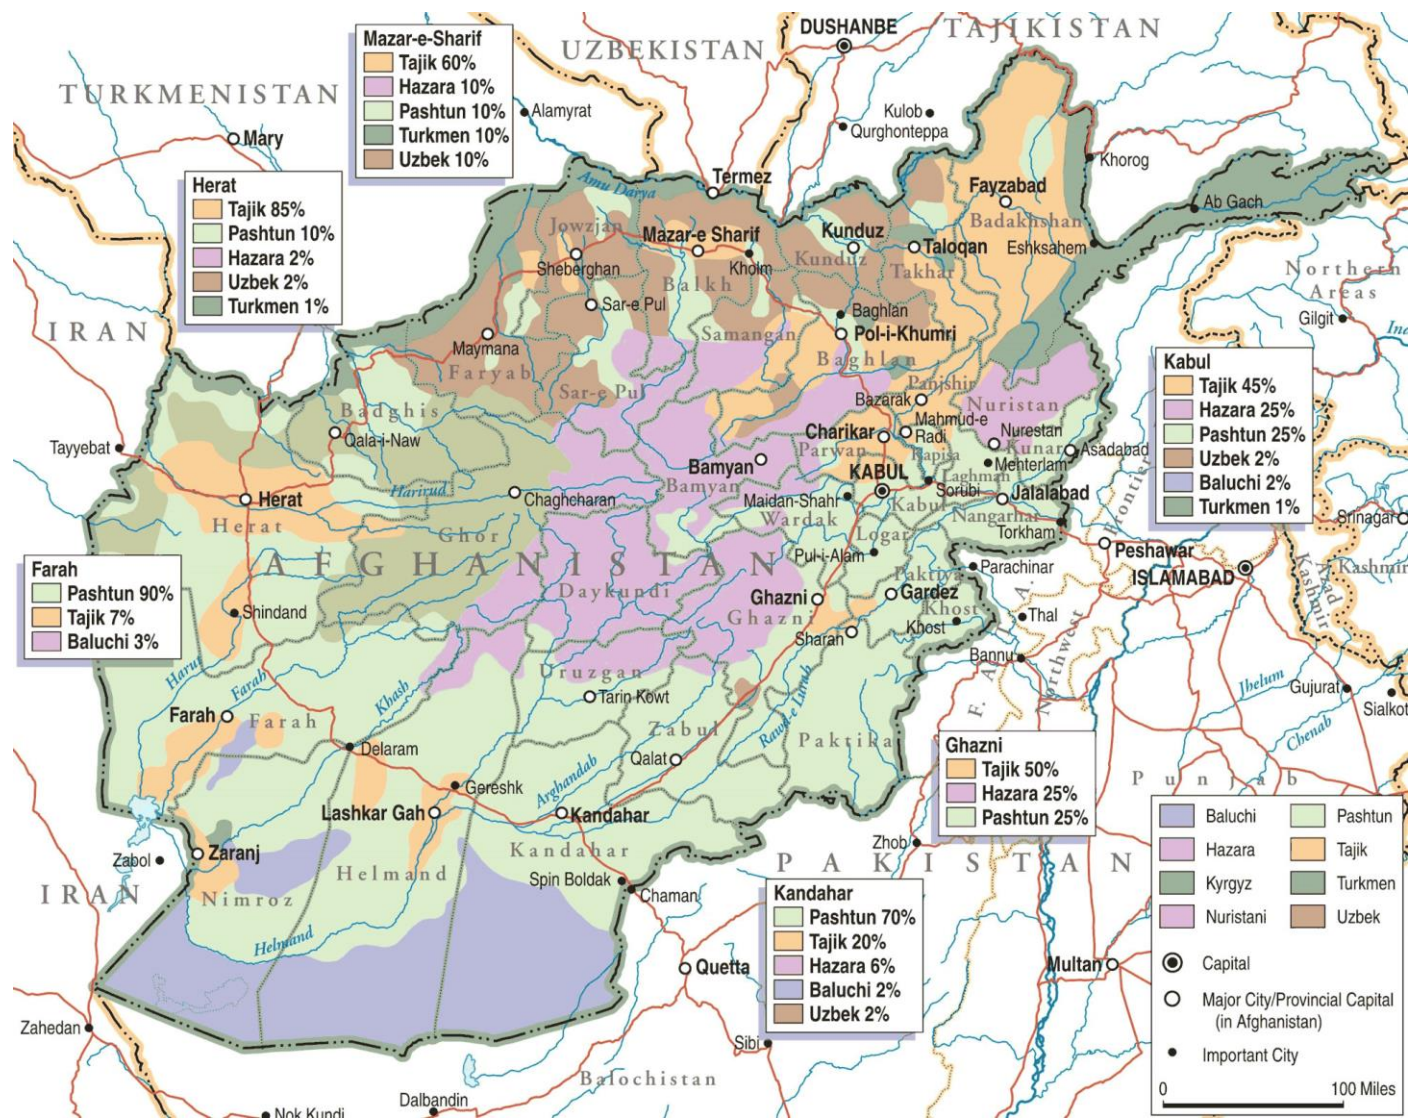 Mazar-e-Sharif
Tajik 60%
Hazara 10%
Pashtun 10%
Turkmen 10%
Uzbek 10%
DUSHANBE
TAJIKISTAN
UZBEKISTAN
TURKMENISTAN
Mary
Alamyrat
Kulob
Qurghonteppa
Khorog
Herat
Tajik 85%
Pashtun 10%
Hazara 2%
Uzbek 2%
Turkmen 1%
Termez
Amu Darya
Fayzabad
Badakhshan
Ab Gach
Eshksahem
Jowzjan
Mazar-e Sharif
Kunduz
Kunduz
Taloqan
Takhar
Sheberghan
Kholm
Balkh
Northern
Areas
Gilgit
IRAN
Sar-e Pul
Baghlan
Samangan
Pol-i-Khumri
Baghlan
Maymana
Faryab
Sar-e Pul
Panjshir
Bazarak
Nuristan
Kabul
Tajik 45%
Hazara 25%
Pashtun 25%
Uzbek 2%
Baluchi 2%
Turkmen 1%
Badghis
Qala-i-Naw
Tayyebat
Mahmud-e
Radi
Charikar
Parwan
Kapisa
Nurestan
Kunar
Asadabad
Mehterlam
Laghman
Bamyan
Bamyan
KABUL
Sorubi
Jalalabad
Kabul
Nangarhar
Torkham
Harirud
Herat
Herat
Chaghcharan
Ghor
Maidan-Shahr
Wardak
Logar
Pul-i-Alam
Frontier
Peshawar
ISLAMABAD
Srinagar
Kashmir
Azad
Kashmir
AFGHANISTAN
Farah
Pashtun 90%
Tajik 7%
Baluchi 3%
Shindand
Daykundi
Ghazni
Ghazni
Paktiya
Gardez
Khost
Khost
Parachinar
F. A. T. A.
Thal
Northwest
Bannu
Sharan
Harut
Farah
Khash
Uruzgan
Tarin Kowt
Farah
Farah
Zabul
Qalat
Rawd-e Lurah
Paktika
Jhelum
Chenab
Gujurat
Sialkot
Delaram
Gereshk
Arghandab
Lashkar Gah
Kandahar
Kandahar
Ghazni
Tajik 50%
Hazara 25%
Pashtun 25%
Punjab
Zabol
Zaranj
IRAN
Nimroz
Helmand
Helmand
Spin Boldak
Chaman
Zhob
PAKISTAN
Kandahar
Pashtun 70%
Tajik 20%
Hazara 6%
Baluchi 2%
Uzbek 2%
Quetta
Multan
Zahedan
Sibi
Balochistan
Dalbandin
Nok Kundi
Baluchi
Pashtun
Hazara
Tajik
Kyrgyz
Turkmen
Nuristani
Uzbek
Capital
Major City/Provincial Capital
(in Afghanistan)
Important City
0
100 Miles